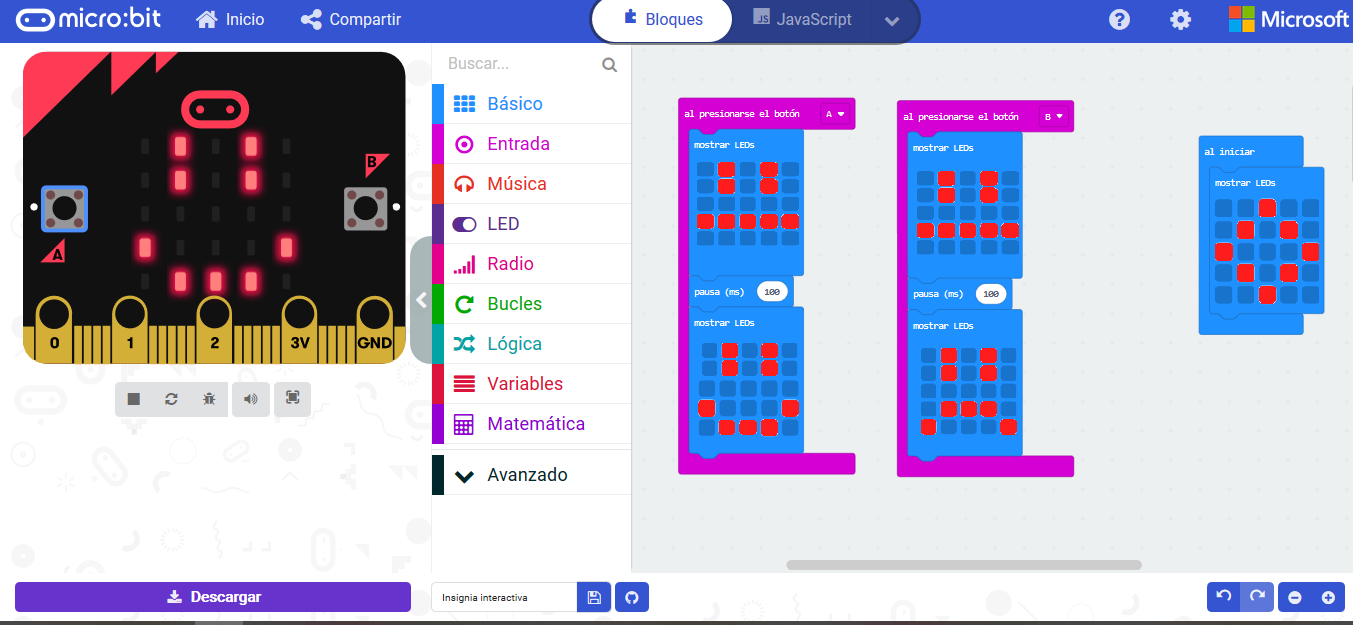 micro:bit
Inicio
Compartir
Bloques
JS JavaScript
?
Microsoft
B
A
0 1 2 3V GND
Buscar...
Básico
Entrada
Música
LED
Radio
Bucles
Lógica
Variables
Matemática
Avanzado
al presionarse el botón A
mostrar LEDs
pausa (ms) 100
mostrar LEDs
al presionarse el botón B
mostrar LEDs
pausa (ms) 100
mostrar LEDs
al iniciar
mostrar LEDs
Descargar
Insignia interactiva